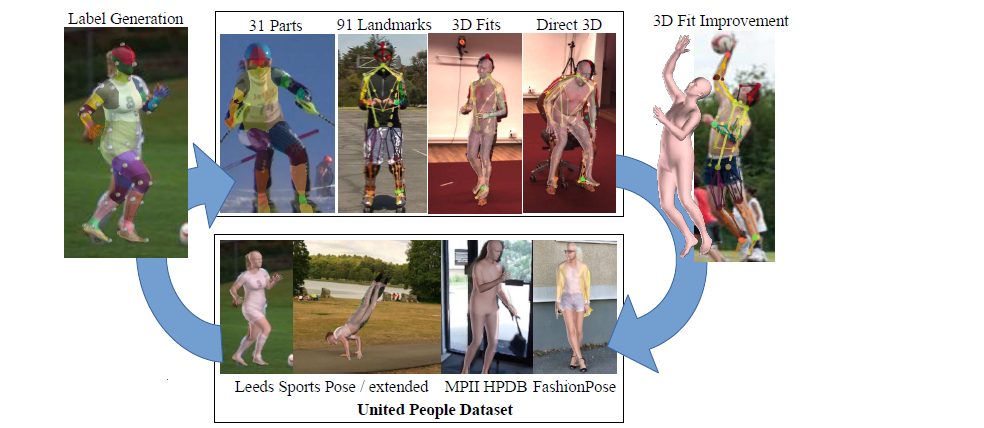 Label Generation
31 Parts
91 Landmarks
3D Fits
Direct 3D
3D Fit Improvement
Leeds Sports Pose / extended
MPII HPDB
FashionPose
United People Dataset